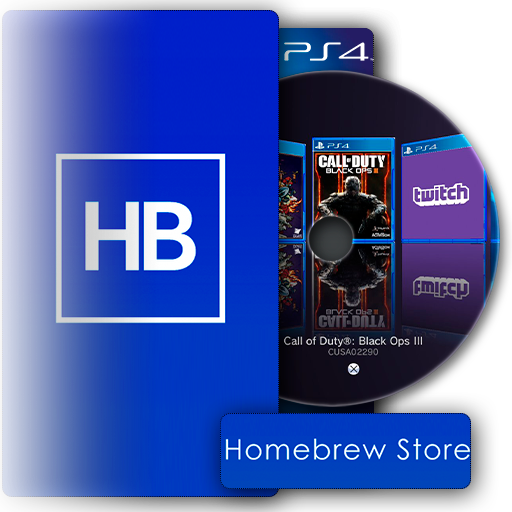 PS4
HB
PS4
CALL OF DUTY
BLACK OPS III
ACTIVISION
PS4
twitch
Call of Duty®: Black Ops III
CUSA02290
Homebrew Store